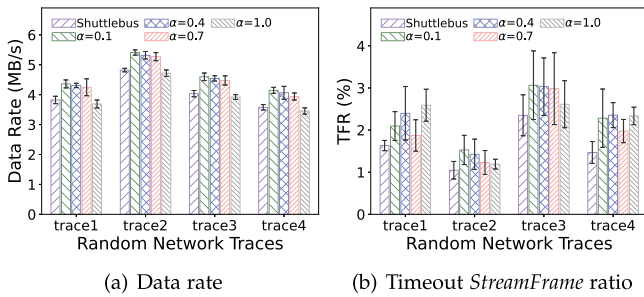 Shuttlebus α=0.4 α=1.0
α=0.1 α=0.7
Data Rate (MB/s)
6
5
4
3
2
1
0
trace1 trace2 trace3 trace4
Random Network Traces
(a) Data rate
Shuttlebus α=0.4 α=1.0
α=0.1 α=0.7
TFR (%)
4
3
2
1
0
trace1 trace2 trace3 trace4
Random Network Traces
(b) Timeout StreamFrame ratio